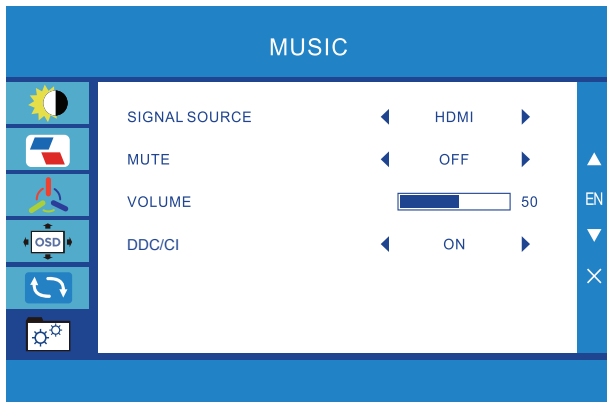 MUSIC
SIGNAL SOURCE HDMI
MUTE OFF
VOLUME 50
DDC/CI ON
OSD
EN